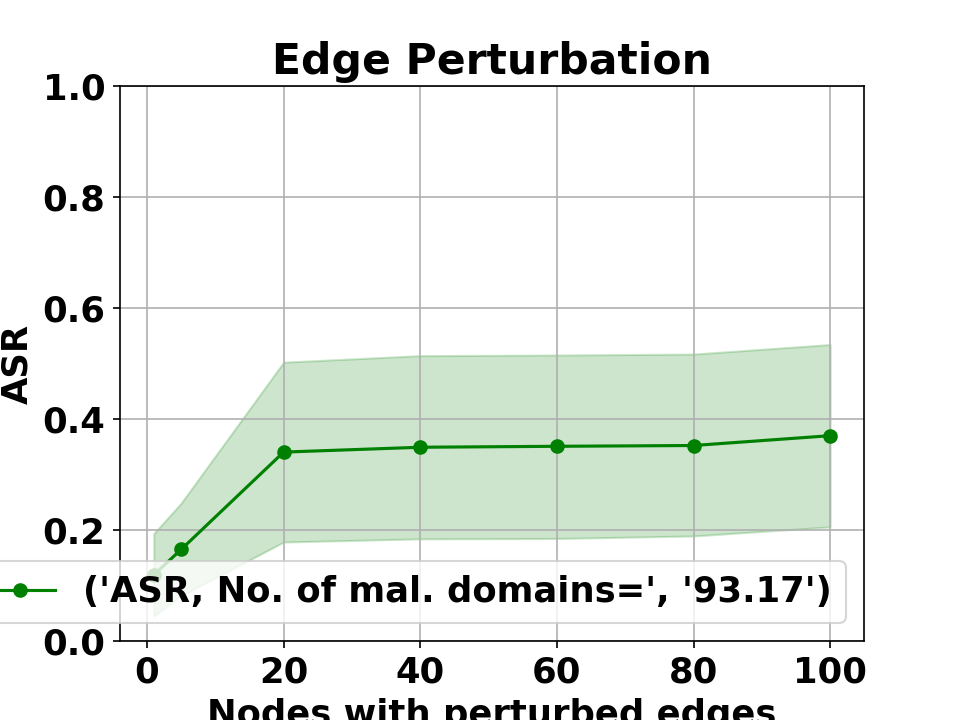 Edge Perturbation
1.0
0.8
0.6
ASR
0.4
0.2
('ASR, No. of mal. domains=', '93.17')
0.0
0 20 40 60 80 100
Nodes with perturbed edges